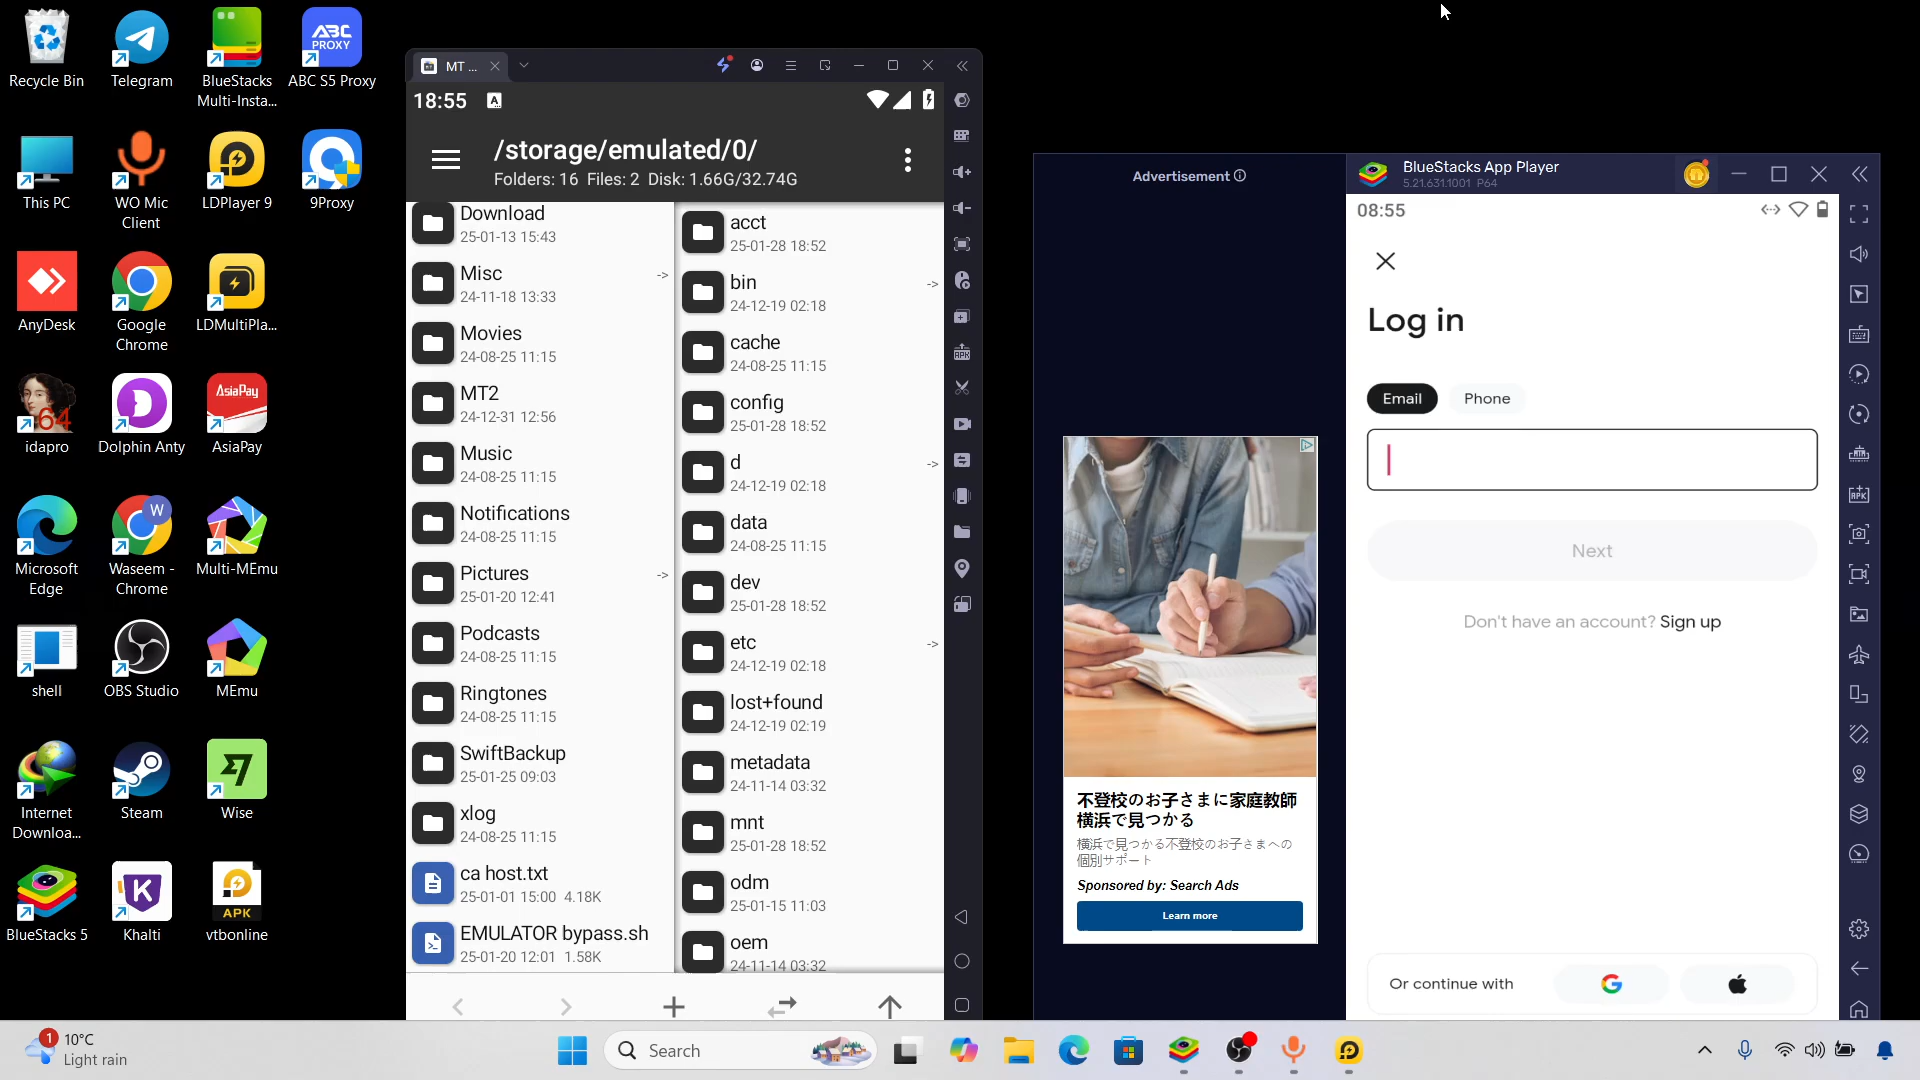 Recycle Bin
Telegram
BlueStacks
Multi-Insta...
ABC
PROXY
ABC S5 Proxy
This PC
WO Mic
Client
LDPlayer 9
9Proxy
AnyDesk
Google
Chrome
LDMultiPla...
64
idapro
Dolphin Anty
AsiaPay
AsiaPay
Microsoft
Edge
W
Waseem -
Chrome
Multi-MEmu
shell
OBS Studio
MEmu
Internet
Downloa...
Steam
Wise
BlueStacks 5
K
Khalti
APK
vtbonline
MT ...
18:55
A
/storage/emulated/0/
Folders: 16 Files: 2 Disk: 1.66G/32.74G
Download
25-01-13 15:43
Misc
->
24-11-18 13:33
Movies
24-08-25 11:15
MT2
24-12-31 12:56
Music
24-08-25 11:15
Notifications
24-08-25 11:15
Pictures
->
25-01-20 12:41
Podcasts
24-08-25 11:15
Ringtones
24-08-25 11:15
SwiftBackup
25-01-25 09:03
xlog
24-08-25 11:15
ca host.txt
25-01-01 15:00 4.18K
EMULATOR bypass.sh
25-01-20 12:01 1.58K
acct
25-01-28 18:52
bin
->
24-12-19 02:18
cache
24-08-25 11:15
config
25-01-28 18:52
d
->
24-12-19 02:18
data
24-08-25 11:15
dev
25-01-28 18:52
etc
->
24-12-19 02:18
lost+found
24-12-19 02:19
metadata
24-11-14 03:32
mnt
25-01-28 18:52
odm
25-01-15 11:03
oem
24-11-14 03:32
APK
Advertisement
不登校のお子さまに家庭教師
横浜で見つかる
横浜で見つかる不登校のお子さまへの
個別サポート
Sponsored by: Search Ads
Learn more
BlueStacks App Player
5.21.631.1001 P64
08:55
Log in
Email
Phone
Next
Don't have an account? Sign up
Or continue with
G
APK
1
10°C
Light rain
Search